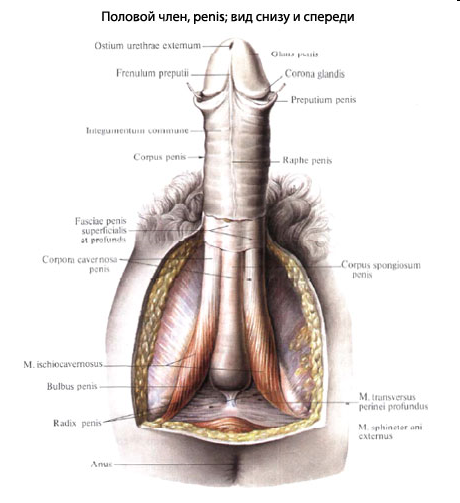 Половой член, penis; вид снизу и спереди
Ostium urethrae externum
Glans penis
Frenulum preputii
Corona glandis
Preputium penis
Integumentum commune
Corpus penis
Raphe penis
Fasciae penis
superficialis
at profunds
Corpora cavernosa
penis
Corpus spongiosum
penis
M. ischiocavernosus
Bulbus penis
M. transversus
perinei profundus
Radix penis
M. sphincter ani
externus
Anus